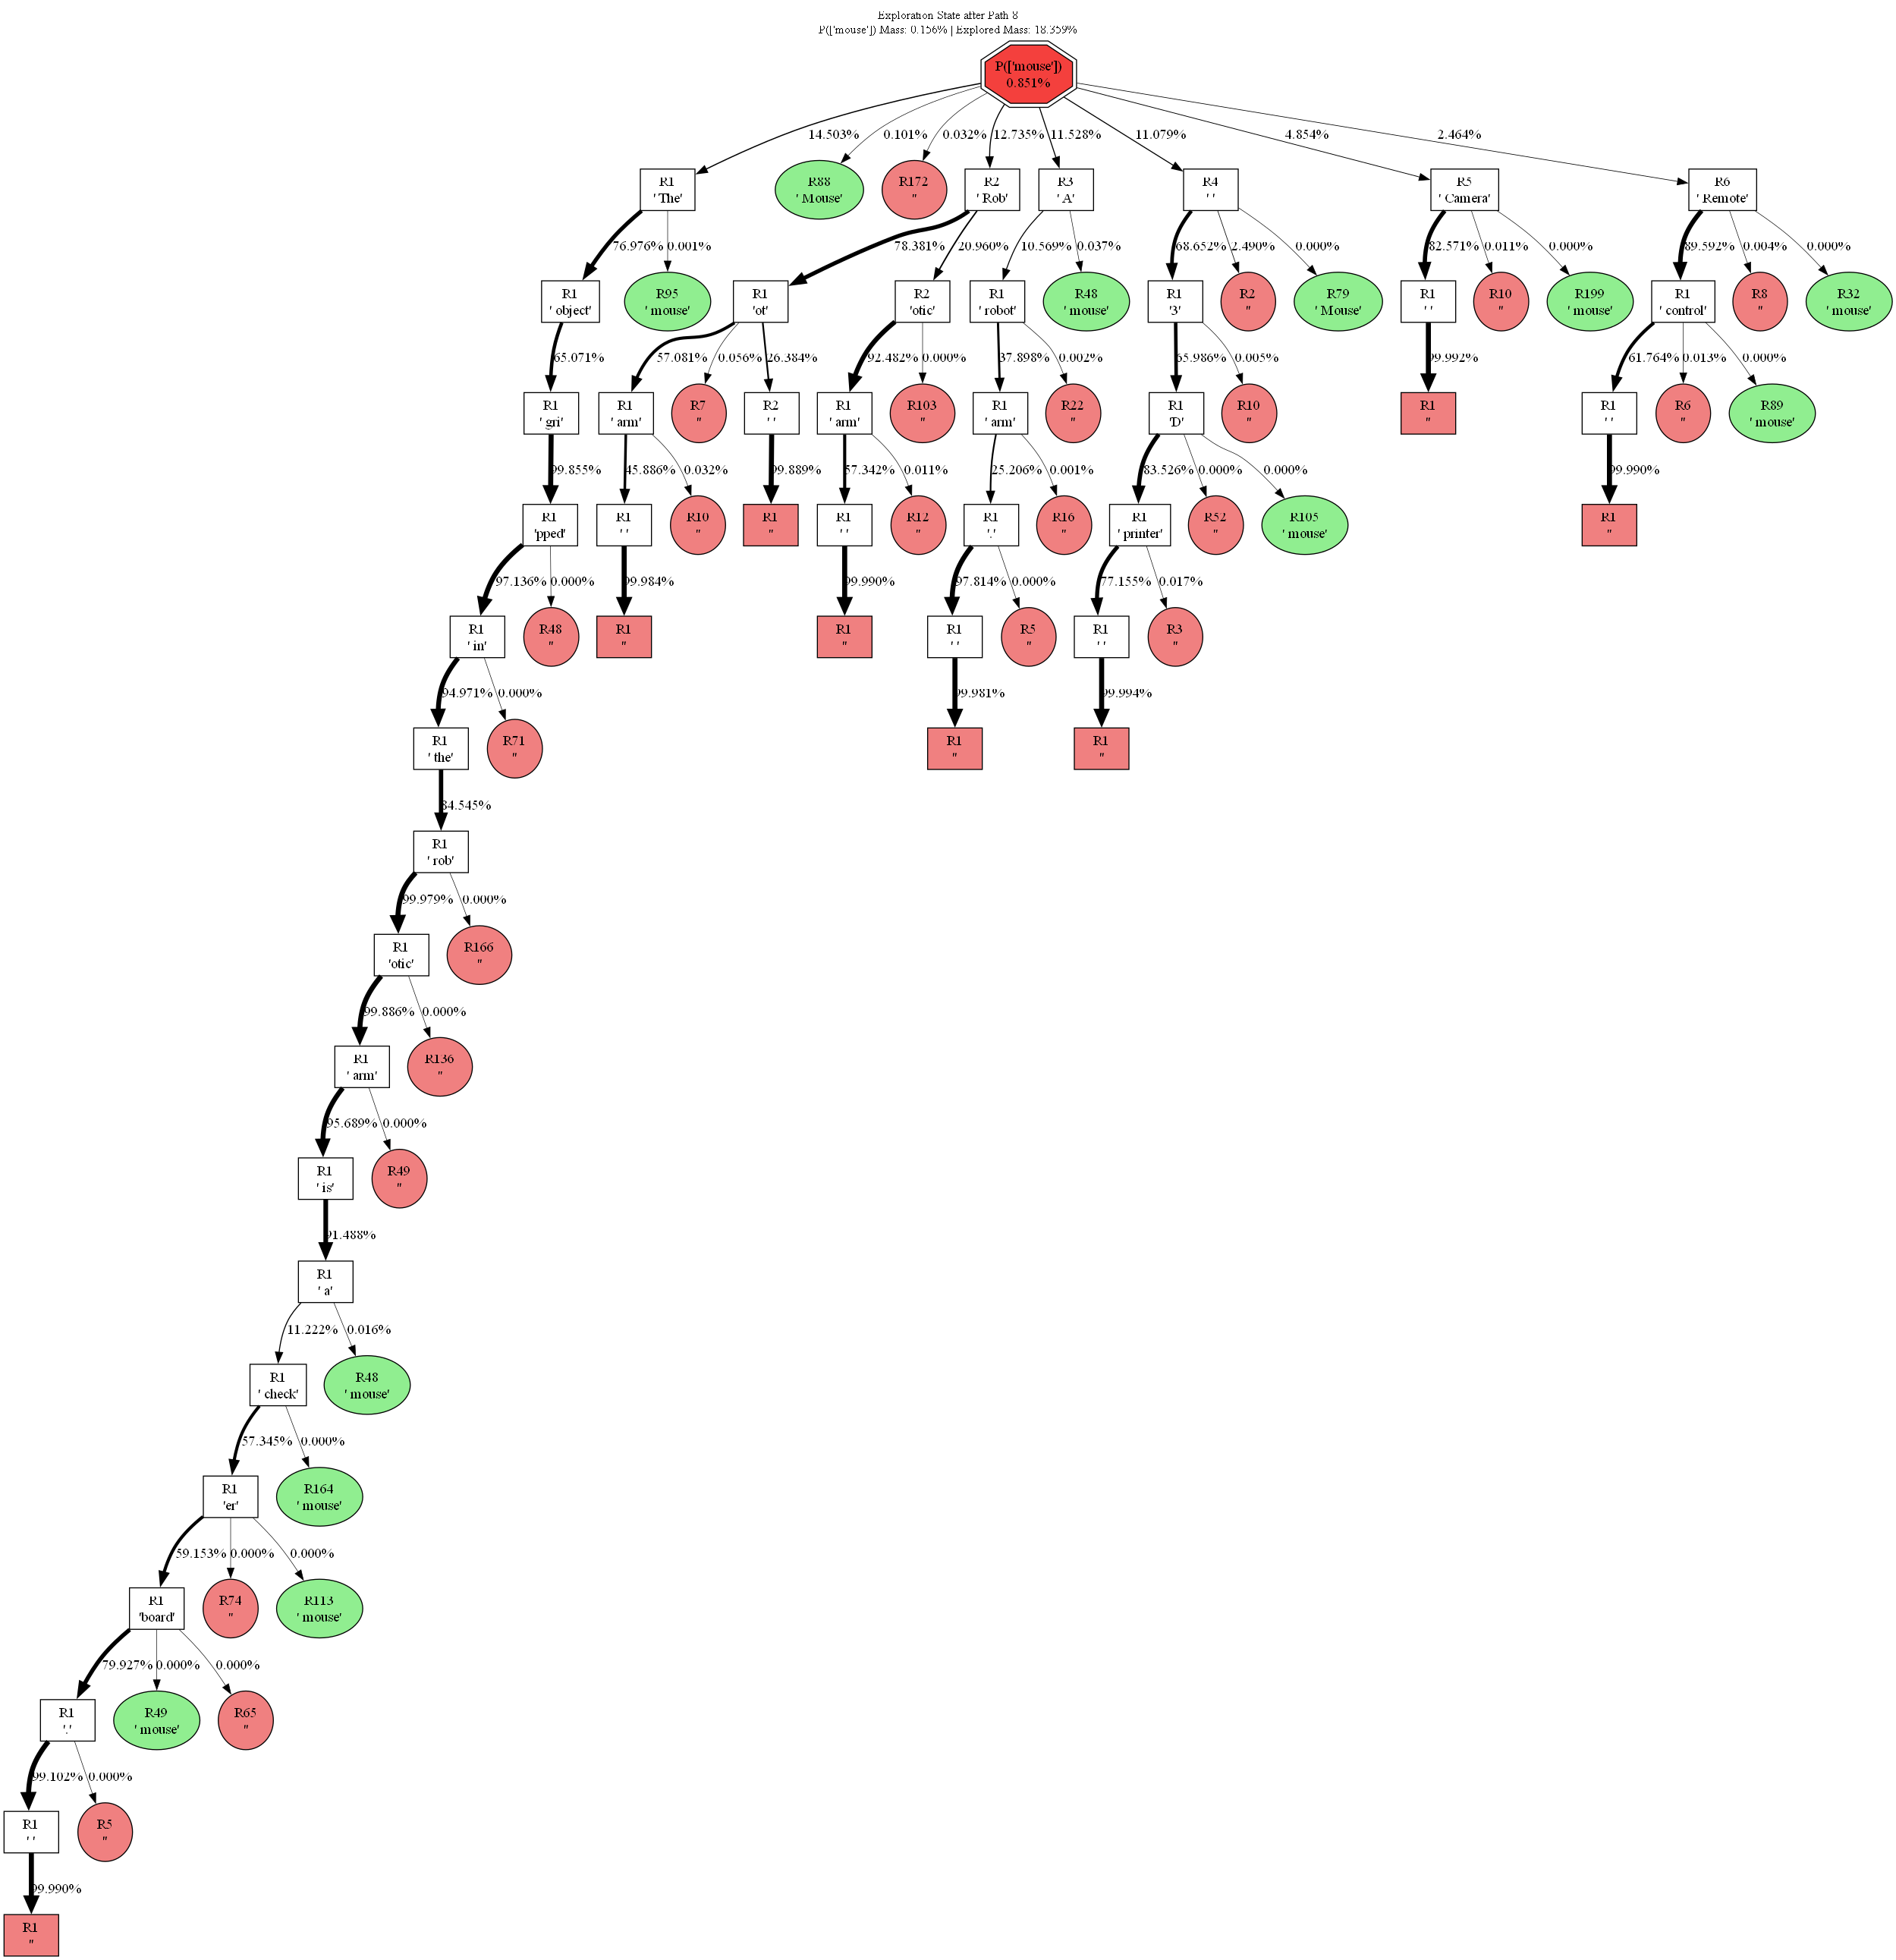 Exploration State after Path 8
P(['mouse']) Mass: 0.156% | Explored Mass: 18.359%
P(['mouse'])
0.851%
14.503% 0.101% 0.032% 12.735% 11.528% 11.079% 4.854% 2.464%
R1 R88 R172 R2 R3 R4 R5 R6
' The' ' Mouse' '' ' Rob' ' A' ' ' ' Camera' ' Remote'
76.976% 0.001% 78.381% 20.960% 10.569% 0.037% 68.652% 2.490% 0.000% 82.571% 0.011% 0.000% 89.592% 0.004% 0.000%
R1 R95 R1 R2 R1 R48 R1 R2 R79 R1 R10 R199 R1 R8 R32
' object' ' mouse' 'ot' 'otic' ' robot' ' mouse' '3' '' ' Mouse' ' ' '' ' mouse' ' control' '' ' mouse'
65.071% 57.081% 0.056% 26.384% 92.482% 0.000% 37.898% 0.002% 65.986% 0.005% 99.992% 61.764% 0.013% 0.000%
R1 R1 R7 R2 R1 R103 R1 R22 R1 R10 R1 R1 R6 R89
' gri' ' arm' '' ' ' ' arm' '' ' arm' '' 'D' '' '' ' ' '' ' mouse'
99.855% 45.886% 0.032% 99.889% 57.342% 0.011% 25.206% 0.001% 83.526% 0.000% 0.000% 99.990%
R1 R1 R10 R1 R1 R12 R1 R16 R1 R52 R105 R1
'pped' ' ' '' '' ' ' '' '.' '' ' printer' '' ' mouse' ''
97.136% 0.000% 99.984% 99.990% 97.814% 0.000% 77.155% 0.017%
R1 R48 R1 R1 R1 R5 R1 R3
' in' '' '' '' ' ' '' ' ' ''
94.971% 0.000% 99.981% 99.994%
R1 R71 R1 R1
' the' '' '' ''
84.545%
R1
' rob'
99.979% 0.000%
R1 R166
'otic' ''
99.886% 0.000%
R1 R136
' arm' ''
95.689% 0.000%
R1 R49
' is' ''
91.488%
R1
' a'
11.222% 0.016%
R1 R48
' check' ' mouse'
57.345% 0.000%
R1 R164
'er' ' mouse'
59.153% 0.000% 0.000%
R1 R74 R113
'board' '' ' mouse'
79.927% 0.000% 0.000%
R1 R49 R65
'.' ' mouse' ''
99.102% 0.000%
R1 R5
' ' ''
99.990%
R1
''